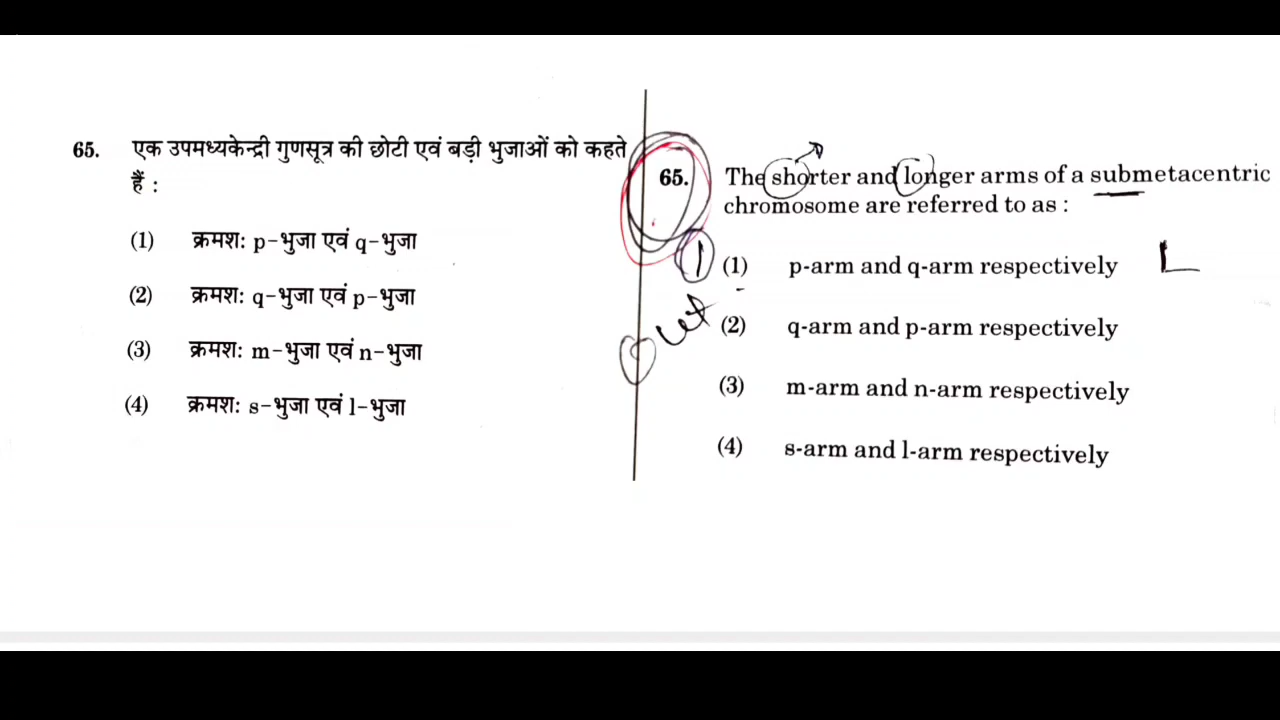 65. एक उपमध्यकेन्द्री गुणसूत्र की छोटी एवं बड़ी भुजाओं को कहते
हैं :
(1) क्रमश: p-भुजा एवं q-भुजा
(2) क्रमश: q-भुजा एवं p-भुजा
(3) क्रमश: m-भुजा एवं n-भुजा
(4) क्रमश: s-भुजा एवं l-भुजा
65. The shorter and longer arms of a submetacentric
chromosome are referred to as :
1
(1) p-arm and q-arm respectively
(2) q-arm and p-arm respectively
(3) m-arm and n-arm respectively
(4) s-arm and l-arm respectively